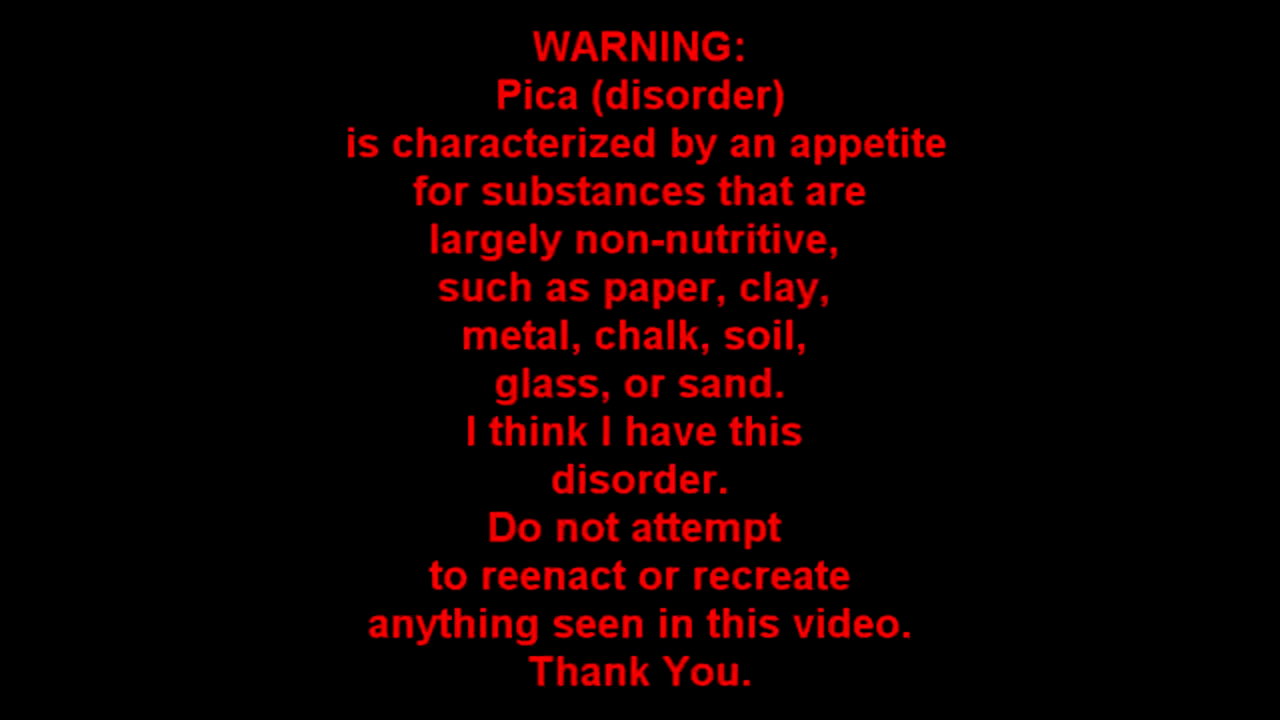 WARNING:
Pica (disorder)
is characterized by an appetite
for substances that are
largely non-nutritive,
such as paper, clay,
metal, chalk, soil,
glass, or sand.
I think I have this
disorder.
Do not attempt
to reenact or recreate
anything seen in this video.
Thank You.